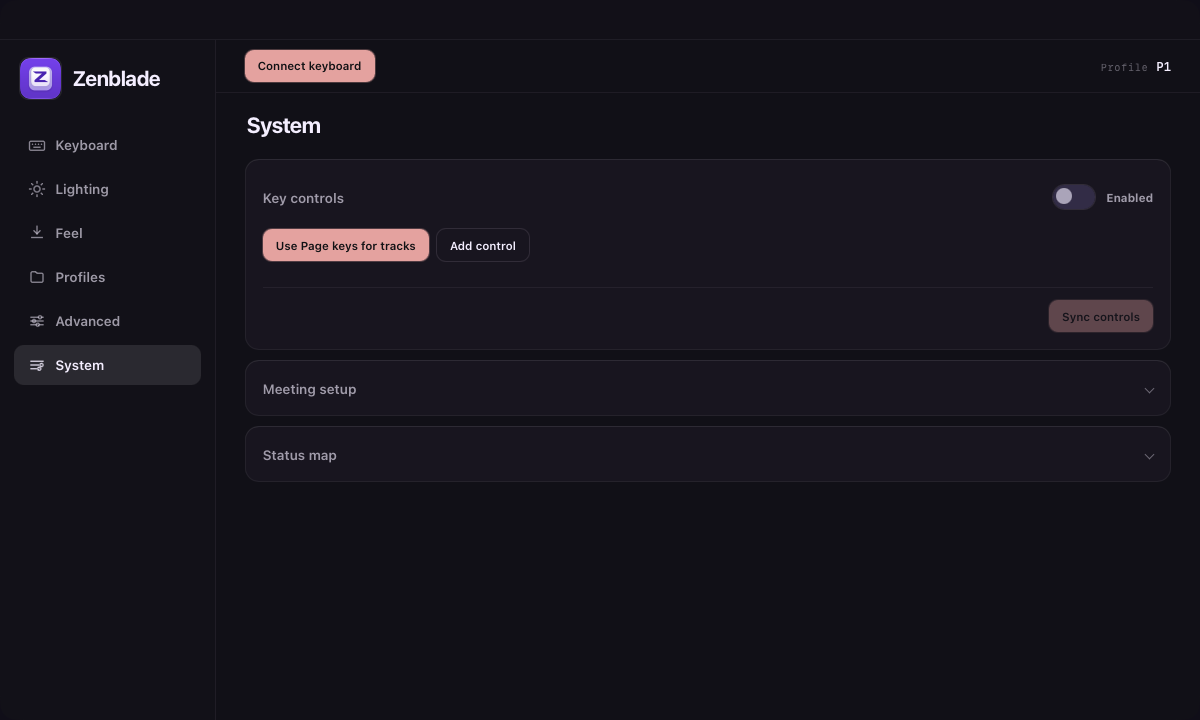 Zenblade
Keyboard
Lighting
Feel
Profiles
Advanced
System
Connect keyboard
Profile P1
System
Key controls
Enabled
Use Page keys for tracks
Add control
Sync controls
Meeting setup
Status map